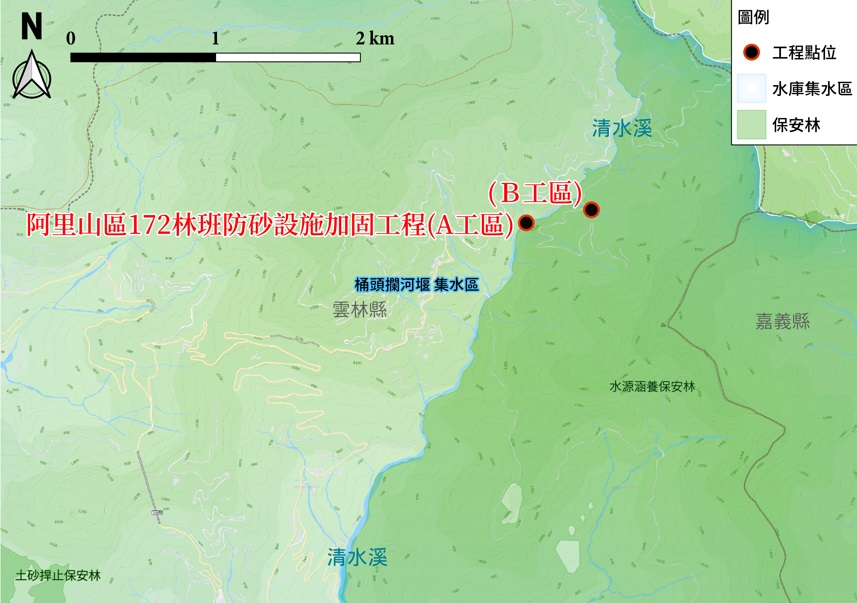 N
0 1 2 km
圖例
工程點位
水庫集水區
保安林
清水溪
(B工區)
阿里山區172林班防砂設施加固工程(A工區)
桶頭攔河堰 集水區
雲林縣
嘉義縣
水源涵養保安林
清水溪
土砂捍止保安林